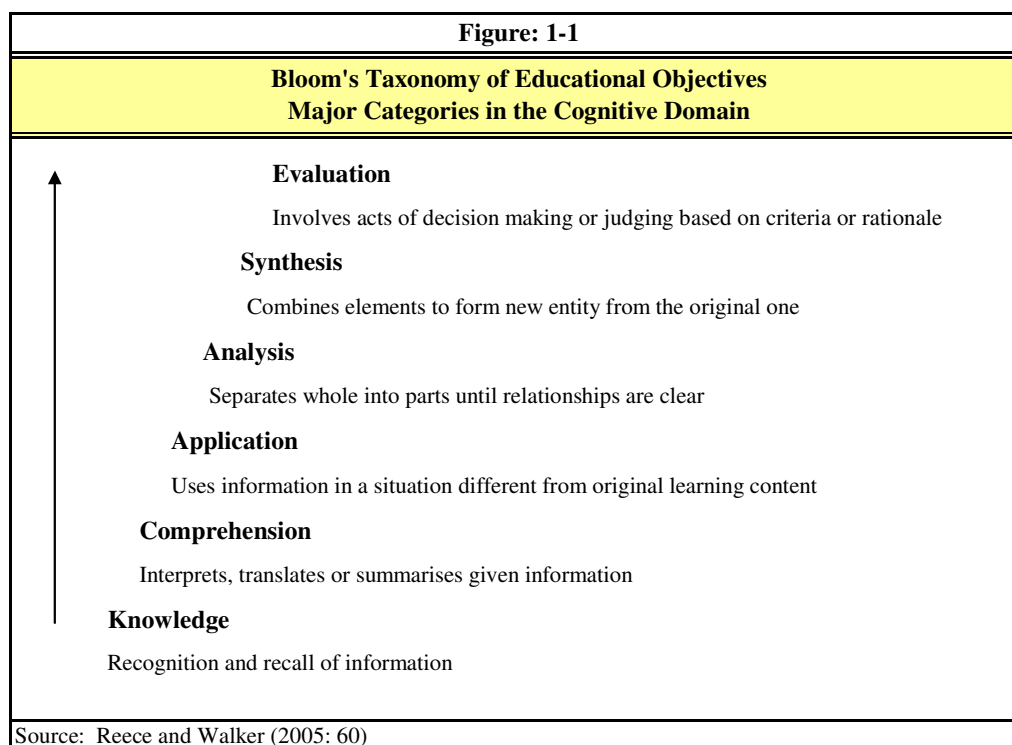 Figure: 1-1
Bloom's Taxonomy of Educational Objectives
Major Categories in the Cognitive Domain
Evaluation
Involves acts of decision making or judging based on criteria or rationale
Synthesis
Combines elements to form new entity from the original one
Analysis
Separates whole into parts until relationships are clear
Application
Uses information in a situation different from original learning content
Comprehension
Interprets, translates or summarises given information
Knowledge
Recognition and recall of information
Source: Reece and Walker (2005: 60)